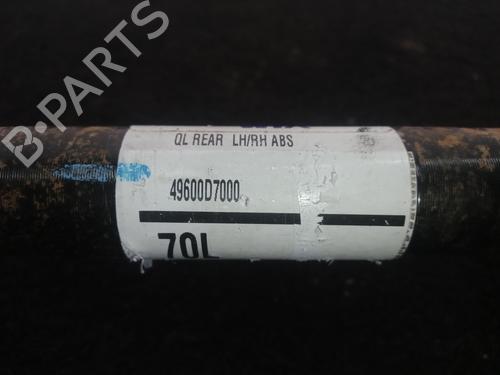 B-PARTS
QL REAR LH/RH ABS
49600D7000
70L